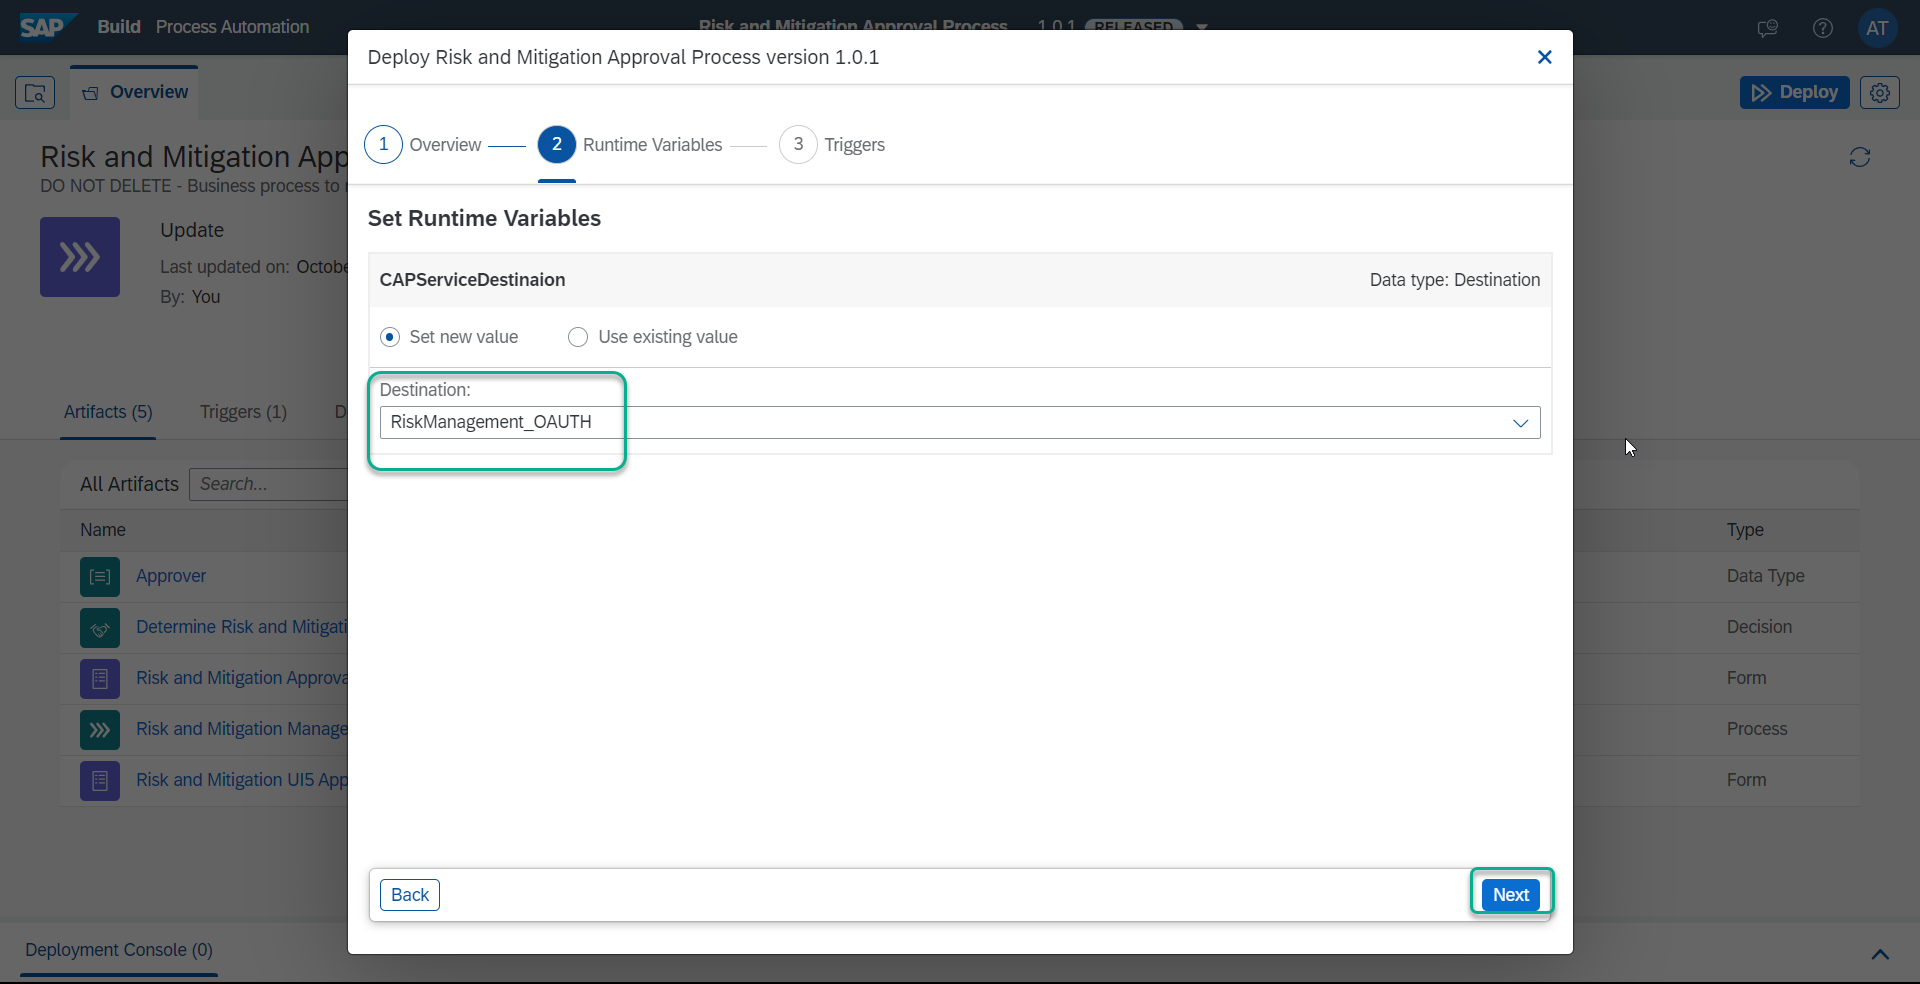 SAP Build Process Automation Risk and Mitigation Approval Process 1.0.1 RELEASED AT
Deploy Risk and Mitigation Approval Process version 1.0.1
Overview
Deploy
1 Overview 2 Runtime Variables 3 Triggers
Risk and Mitigation App
DO NOT DELETE - Business process to
Set Runtime Variables
Update
Last updated on: Octobe
By: You
CAPServiceDestinaion Data type: Destination
Set new value Use existing value
Destination:
RiskManagement_OAUTH
Artifacts (5) Triggers (1) D
All Artifacts Search...
Name Type
Approver Data Type
Determine Risk and Mitigati Decision
Risk and Mitigation Approva Form
Risk and Mitigation Manage Process
Risk and Mitigation UI5 App Form
Back Next
Deployment Console (0)